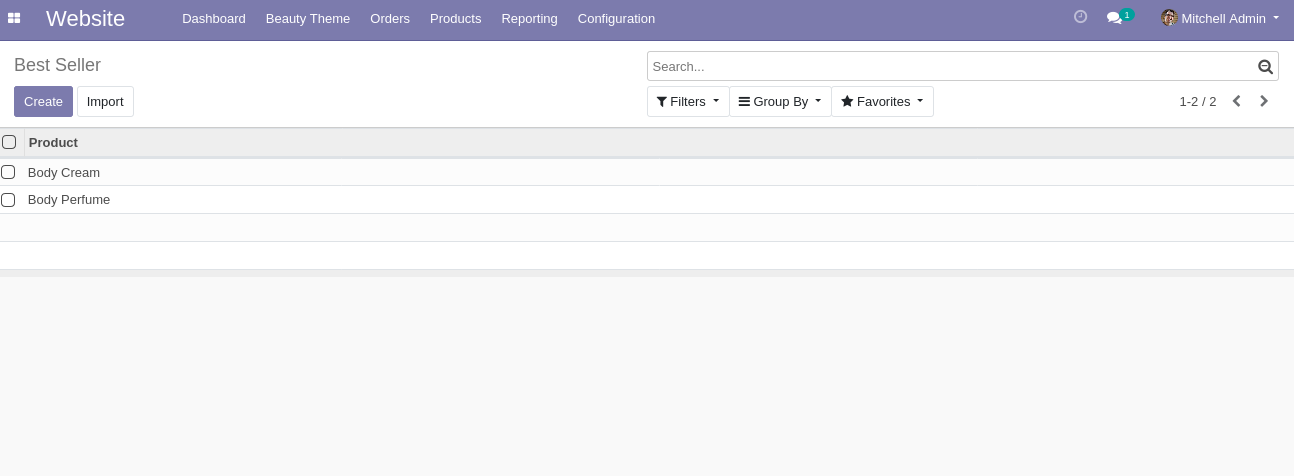 Website Dashboard Beauty Theme Orders Products Reporting Configuration 1 Mitchell Admin
Best Seller Search...
Create Import Filters Group By Favorites 1-2 / 2
Product
Body Cream
Body Perfume